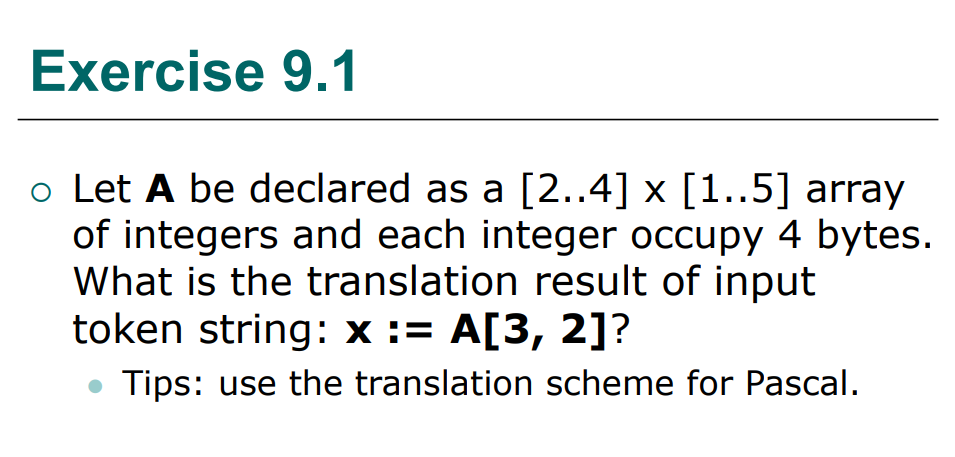 Exercise 9.1
Let A be declared as a [2..4] x [1..5] array
of integers and each integer occupy 4 bytes.
What is the translation result of input
token string: x := A[3, 2]?
Tips: use the translation scheme for Pascal.